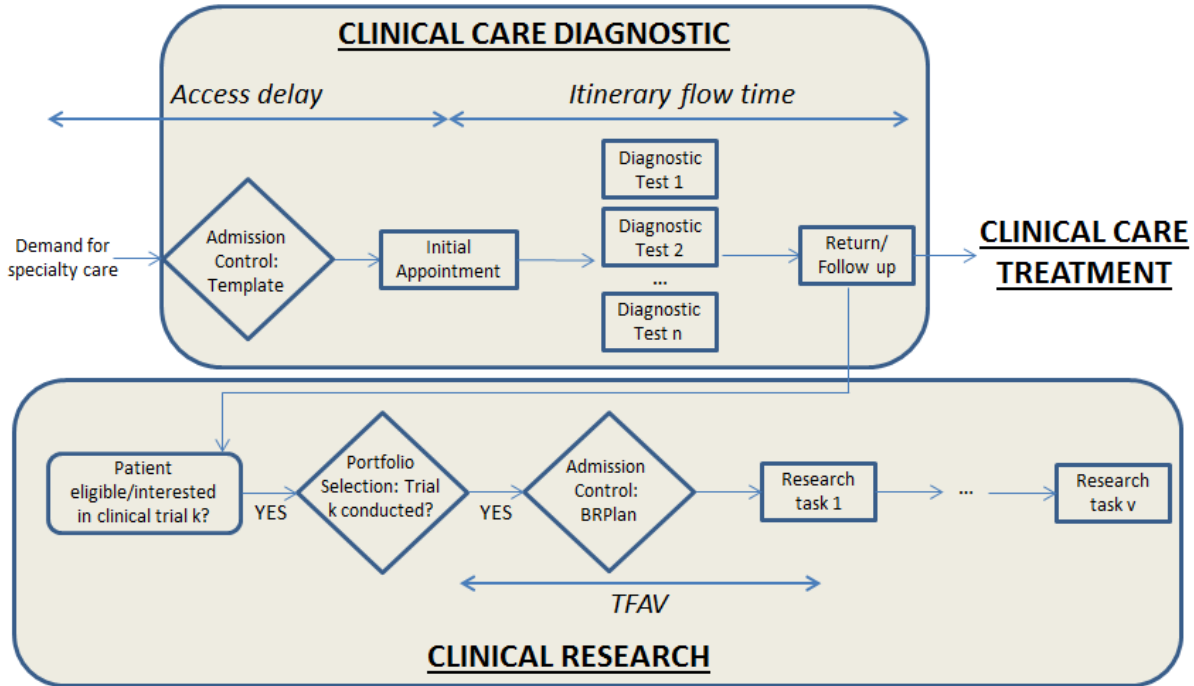 CLINICAL CARE DIAGNOSTIC
Access delay
Itinerary flow time
Demand for
specialty care
Admission
Control:
Template
Initial
Appointment
Diagnostic
Test 1
Diagnostic
Test 2
...
Diagnostic
Test n
Return/
Follow up
CLINICAL CARE
TREATMENT
Patient
eligible/interested
in clinical trial k?
YES
Portfolio
Selection: Trial
k conducted?
YES
Admission
Control:
BRPlan
Research
task 1
...
Research
task v
TFAV
CLINICAL RESEARCH